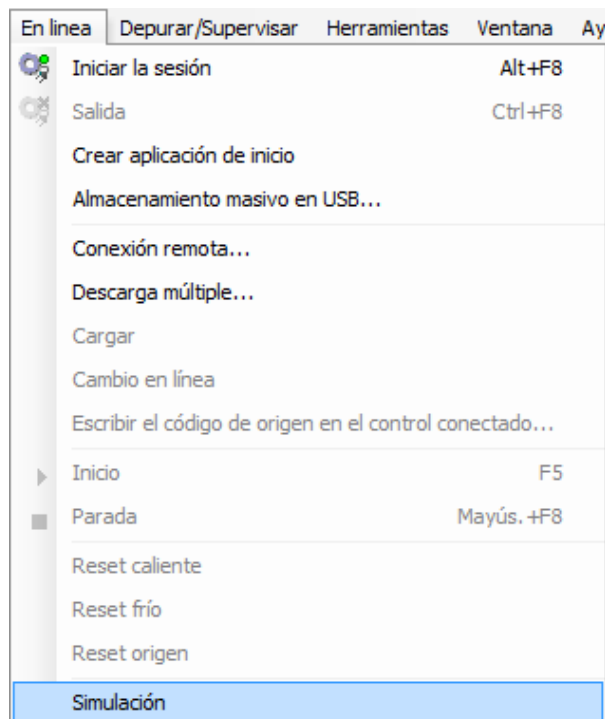 En linea Depurar/Supervisar Herramientas Ventana Ay
Iniciar la sesión Alt+F8
Salida Ctrl+F8
Crear aplicación de inicio
Almacenamiento masivo en USB...
Conexión remota...
Descarga múltiple...
Cargar
Cambio en línea
Escribir el código de origen en el control conectado...
Inicio F5
Parada Mayús.+F8
Reset caliente
Reset frío
Reset origen
Simulación